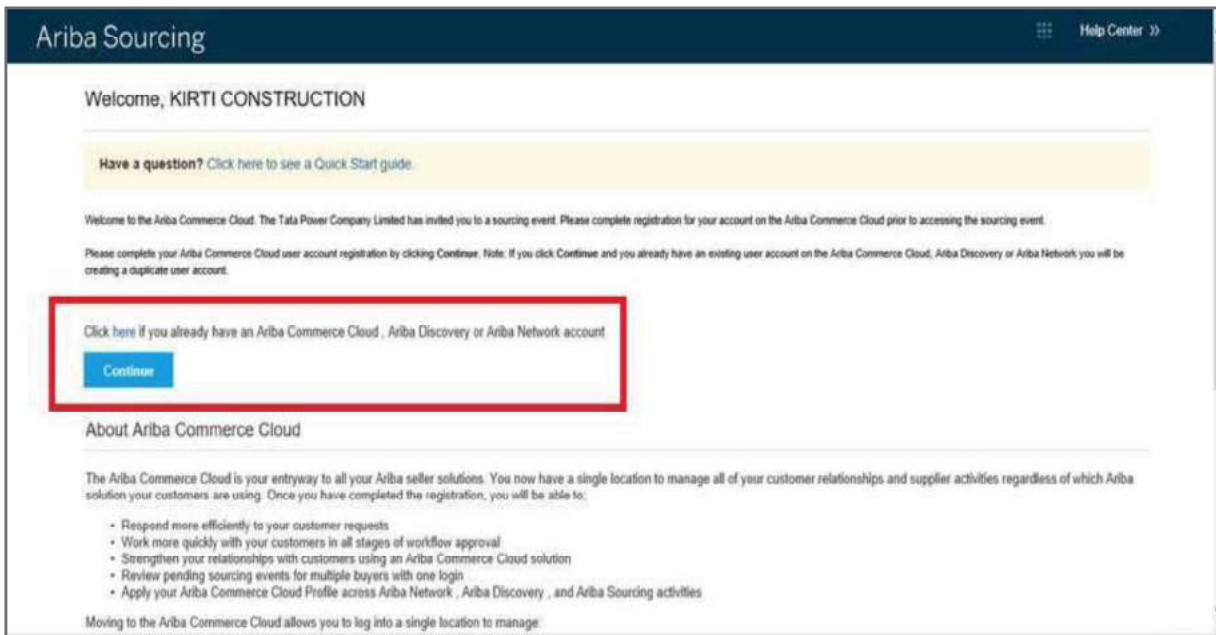 Ariba Sourcing
Help Center »
Welcome, KIRTI CONSTRUCTION
Have a question? Click here to see a Quick Start guide.
Welcome to the Ariba Commerce Cloud. The Tata Power Company Limited has invited you to a sourcing event. Please complete registration for your account on the Ariba Commerce Cloud prior to accessing the sourcing event.
Please complete your Ariba Commerce Cloud user account registration by clicking Continue. Note: If you click Continue and you already have an existing user account on the Ariba Commerce Cloud, Ariba Discovery or Ariba Network you will be
creating a duplicate user account.
Click here if you already have an Ariba Commerce Cloud , Ariba Discovery or Ariba Network account
Continue
About Ariba Commerce Cloud
The Ariba Commerce Cloud is your entryway to all your Ariba seller solutions. You now have a single location to manage all of your customer relationships and supplier activities regardless of which Ariba
solution your customers are using. Once you have completed the registration, you will be able to:
• Respond more efficiently to your customer requests
• Work more quickly with your customers in all stages of workflow approval
• Strengthen your relationships with customers using an Ariba Commerce Cloud solution
• Review pending sourcing events for multiple buyers with one login
• Apply your Ariba Commerce Cloud Profile across Ariba Network , Ariba Discovery , and Ariba Sourcing activities
Moving to the Ariba Commerce Cloud allows you to log into a single location to manage: